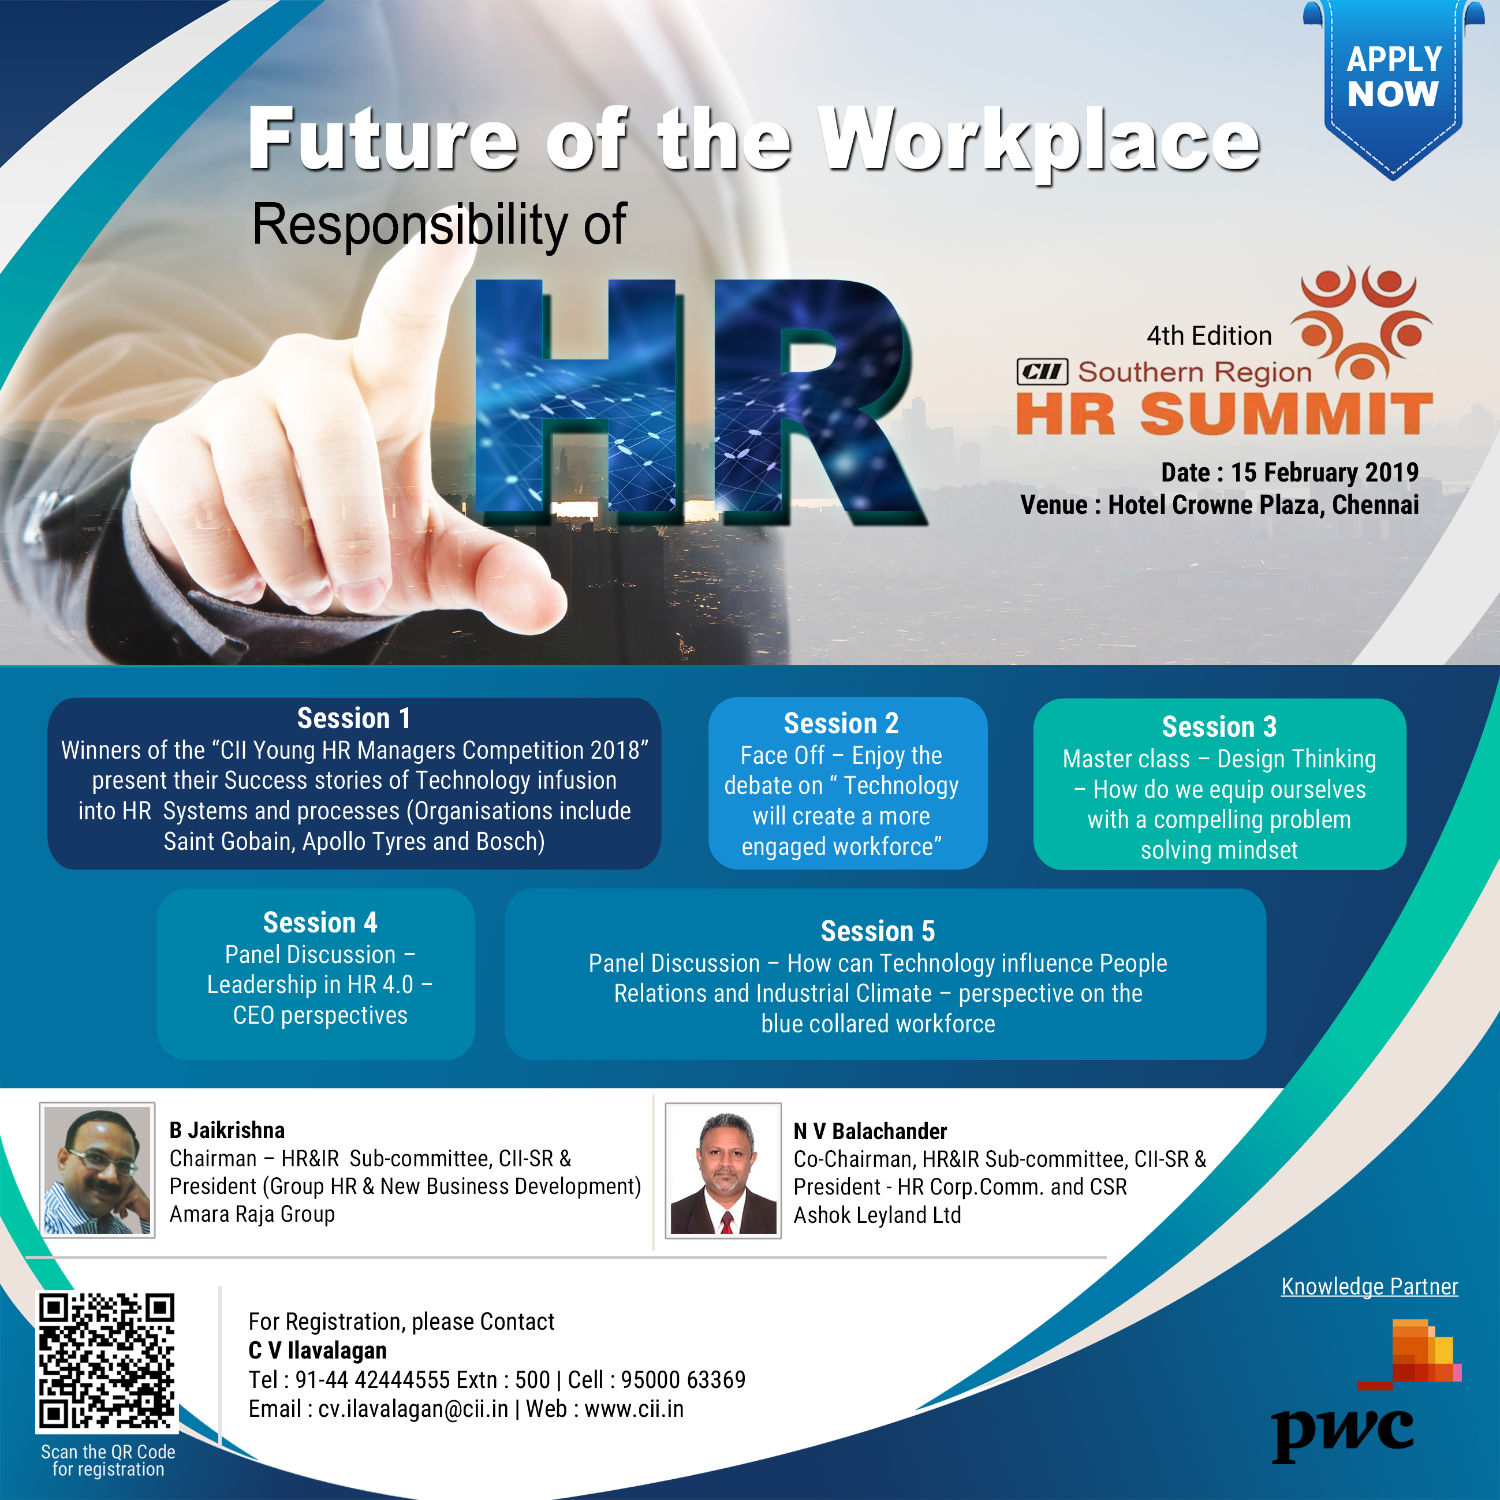 APPLY
NOW
Future of the Workplace
Responsibility of
HR
4th Edition
CII Southern Region
HR SUMMIT
Date : 15 February 2019
Venue : Hotel Crowne Plaza, Chennai
Session 1
Winners of the “CII Young HR Managers Competition 2018”
present their Success stories of Technology infusion
into HR Systems and processes (Organisations include
Saint Gobain, Apollo Tyres and Bosch)
Session 2
Face Off – Enjoy the
debate on “ Technology
will create a more
engaged workforce”
Session 3
Master class – Design Thinking
– How do we equip ourselves
with a compelling problem
solving mindset
Session 4
Panel Discussion –
Leadership in HR 4.0 –
CEO perspectives
Session 5
Panel Discussion – How can Technology influence People
Relations and Industrial Climate – perspective on the
blue collared workforce
B Jaikrishna
Chairman – HR&IR Sub-committee, CII-SR &
President (Group HR & New Business Development)
Amara Raja Group
N V Balachander
Co-Chairman, HR&IR Sub-committee, CII-SR &
President - HR Corp.Comm. and CSR
Ashok Leyland Ltd
Scan the QR Code
for registration
For Registration, please Contact
C V Ilavalagan
Tel : 91-44 42444555 Extn : 500 | Cell : 95000 63369
Email : cv.ilavalagan@cii.in | Web : www.cii.in
Knowledge Partner
pwc